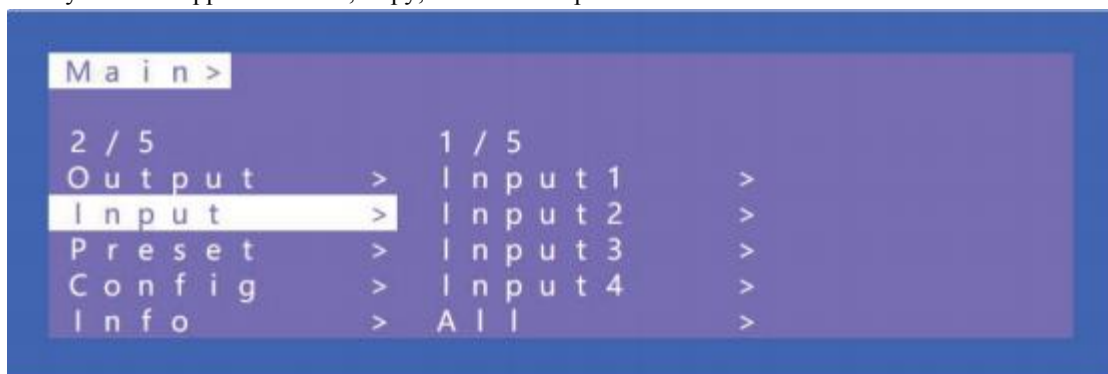 Main>
2/5 1/5
Output > Input1 >
Input > Input2 >
Preset > Input3 >
Config > Input4 >
Info > All >